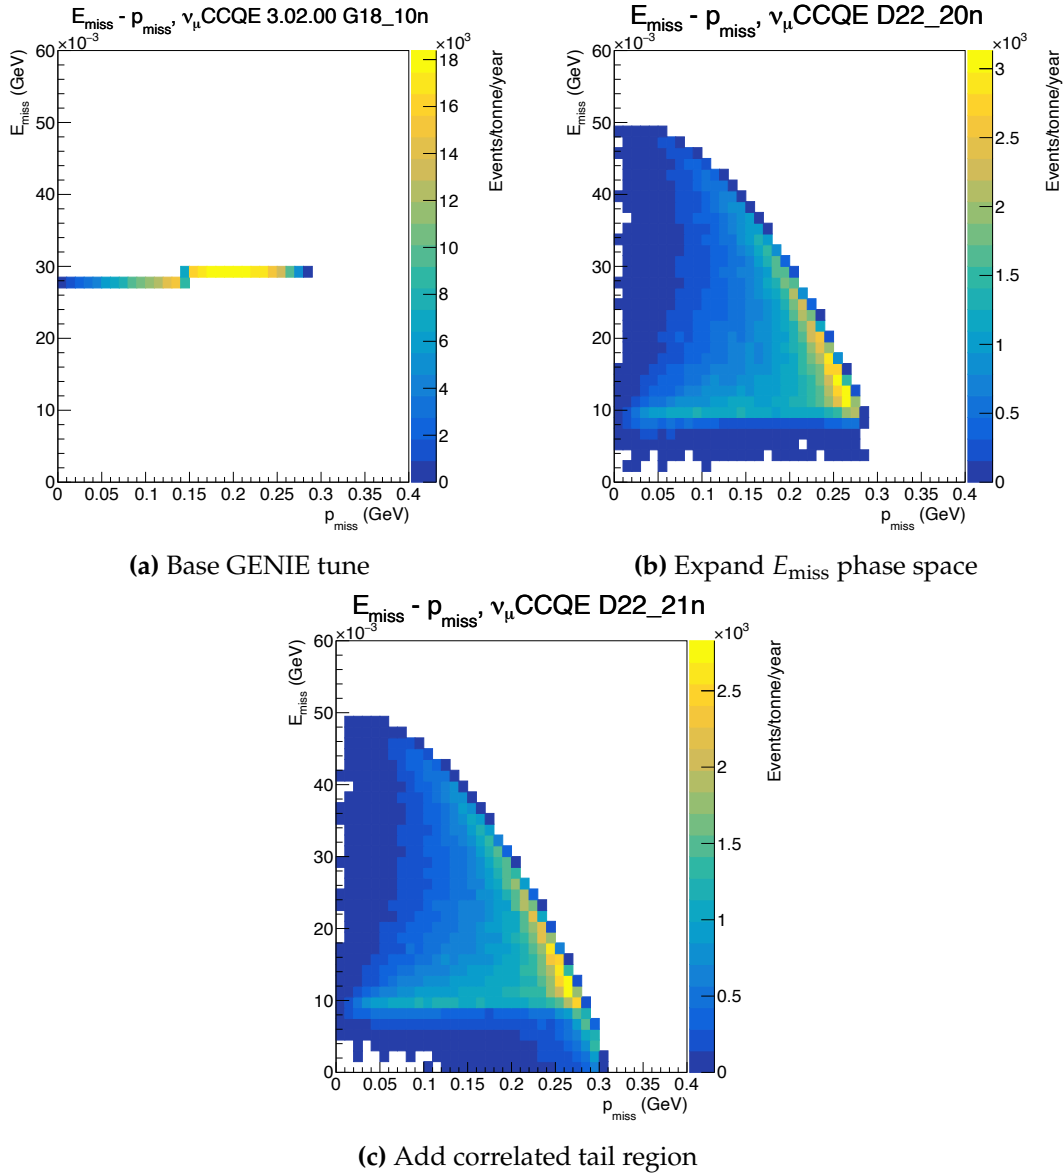 E_miss - p_miss, ν_μCCQE 3.02.00 G18_10n
×10^−3
×10^3
E_miss (GeV)
Events/tonne/year
60
50
40
30
20
10
0
18
16
14
12
10
8
6
4
2
0
0 0.05 0.1 0.15 0.2 0.25 0.3 0.35 0.4
p_miss (GeV)
(a) Base GENIE tune
E_miss - p_miss, ν_μCCQE D22_20n
×10^−3
×10^3
E_miss (GeV)
Events/tonne/year
60
50
40
30
20
10
0
3
2.5
2
1.5
1
0.5
0
0 0.05 0.1 0.15 0.2 0.25 0.3 0.35 0.4
p_miss (GeV)
(b) Expand E_miss phase space
E_miss - p_miss, ν_μCCQE D22_21n
×10^−3
×10^3
E_miss (GeV)
Events/tonne/year
60
50
40
30
20
10
0
2.5
2
1.5
1
0.5
0
0 0.05 0.1 0.15 0.2 0.25 0.3 0.35 0.4
p_miss (GeV)
(c) Add correlated tail region